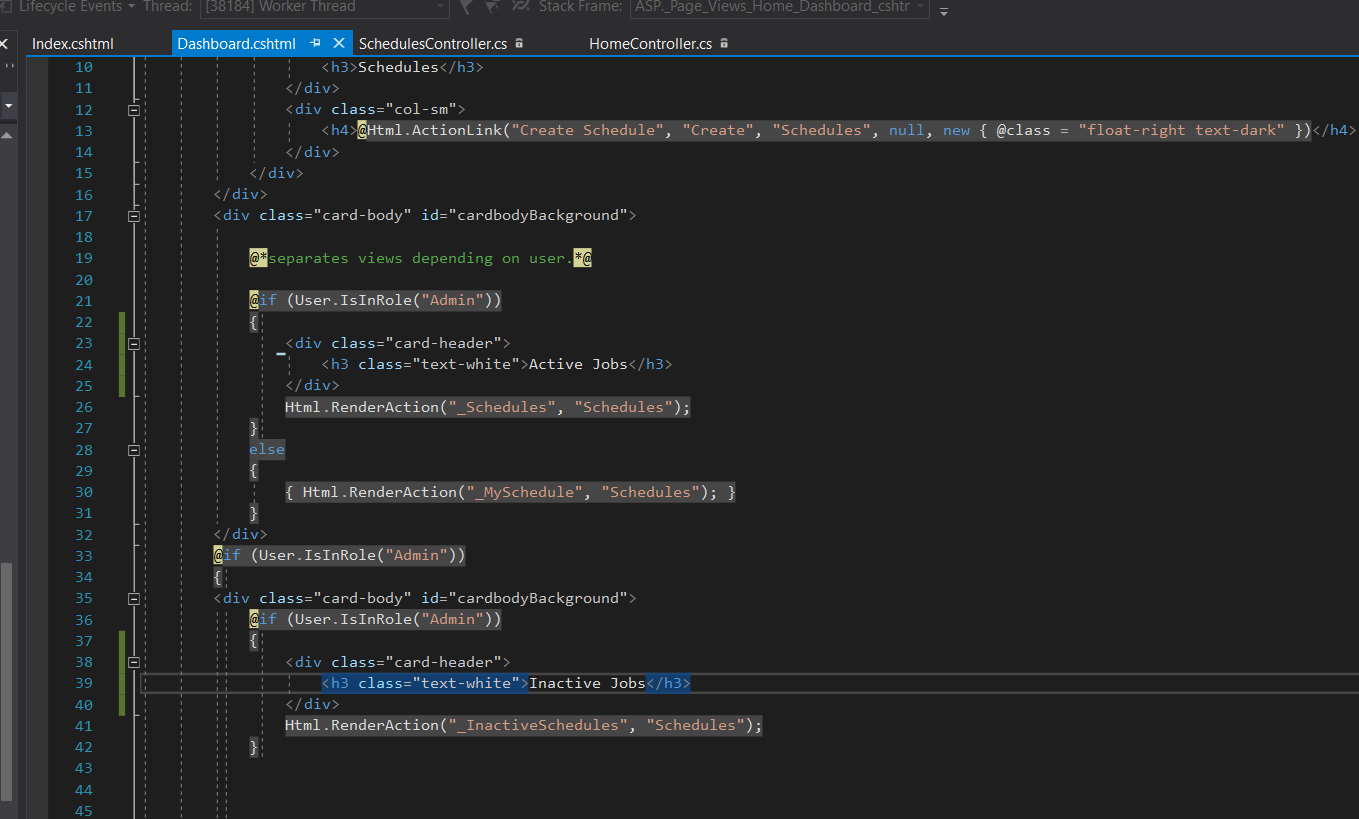 Lifecycle Events Thread: [38184] Worker Thread Stack Frame: ASP._Page_Views_Home_Dashboard_cshtr
Index.cshtml Dashboard.cshtml SchedulesController.cs HomeController.cs
10 <h3>Schedules</h3>
11 </div>
12 <div class="col-sm">
13 <h4>@Html.ActionLink("Create Schedule", "Create", "Schedules", null, new { @class = "float-right text-dark" })</h4>
14 </div>
15 </div>
16 </div>
17 <div class="card-body" id="cardbodyBackground">
18
19 @*separates views depending on user.*@
20
21 @if (User.IsInRole("Admin"))
22 {
23 <div class="card-header">
24 <h3 class="text-white">Active Jobs</h3>
25 </div>
26 Html.RenderAction("_Schedules", "Schedules");
27 }
28 else
29 {
30 { Html.RenderAction("_MySchedule", "Schedules"); }
31 }
32 </div>
33 @if (User.IsInRole("Admin"))
34 {
35 <div class="card-body" id="cardbodyBackground">
36 @if (User.IsInRole("Admin"))
37 {
38 <div class="card-header">
39 <h3 class="text-white">Inactive Jobs</h3>
40 </div>
41 Html.RenderAction("_InactiveSchedules", "Schedules");
42 }
43
44
45